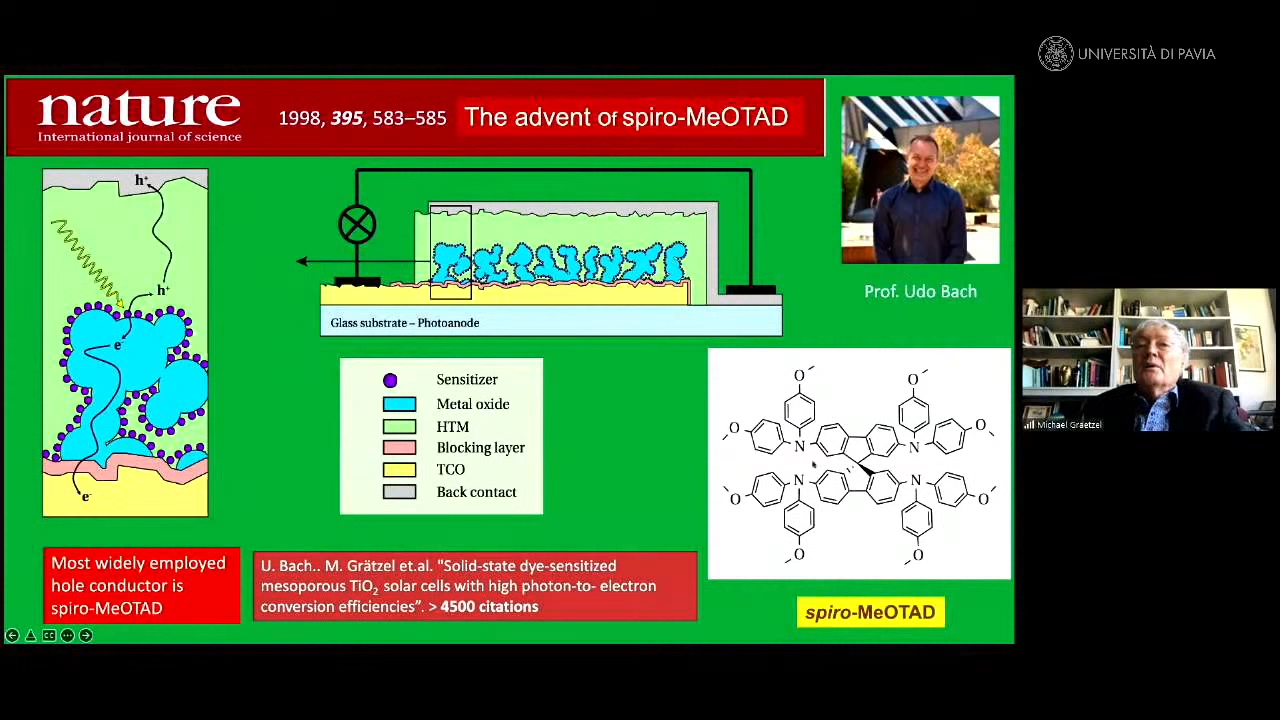 UNIVERSITÀ DI PAVIA
nature
International journal of science
1998, 395, 583–585
The advent of spiro-MeOTAD
h⁺
h⁺
e⁻
e⁻
Glass substrate – Photoanode
Sensitizer
Metal oxide
HTM
Blocking layer
TCO
Back contact
Prof. Udo Bach
Michael Graetzel
O
O
O
O
N
N
N
N
O
O
O
O
Most widely employed
hole conductor is
spiro-MeOTAD
U. Bach.. M. Grätzel et.al. "Solid-state dye-sensitized
mesoporous TiO₂ solar cells with high photon-to- electron
conversion efficiencies”. > 4500 citations
spiro-MeOTAD
CC